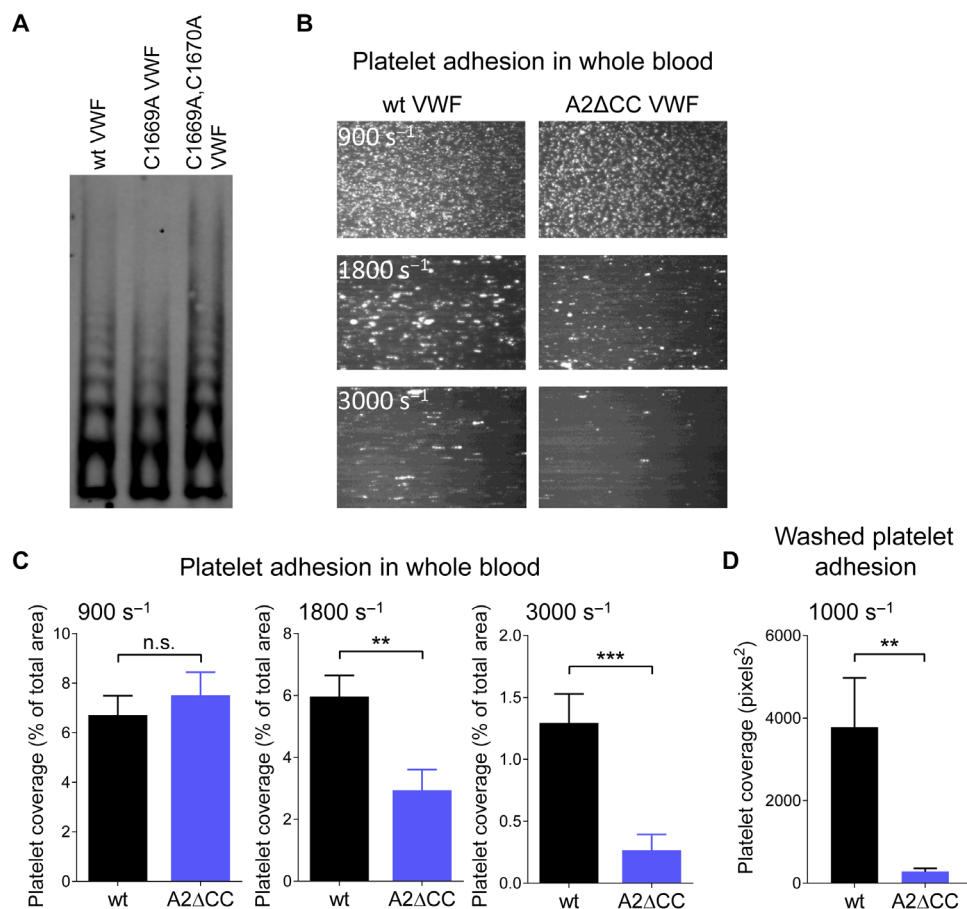 A
wt VWF
C1669A VWF
C1669A,C1670A
VWF
B
Platelet adhesion in whole blood
wt VWF
A2ΔCC VWF
900 s⁻¹
1800 s⁻¹
3000 s⁻¹
C
Platelet adhesion in whole blood
900 s⁻¹
Platelet coverage (% of total area)
10
8
6
4
2
0
n.s.
wt
A2ΔCC
1800 s⁻¹
Platelet coverage (% of total area)
8
6
4
2
0
**
wt
A2ΔCC
3000 s⁻¹
Platelet coverage (% of total area)
2.0
1.5
1.0
0.5
0.0
***
wt
A2ΔCC
D
Washed platelet
adhesion
1000 s⁻¹
Platelet coverage (pixels²)
6000
4000
2000
0
**
wt
A2ΔCC